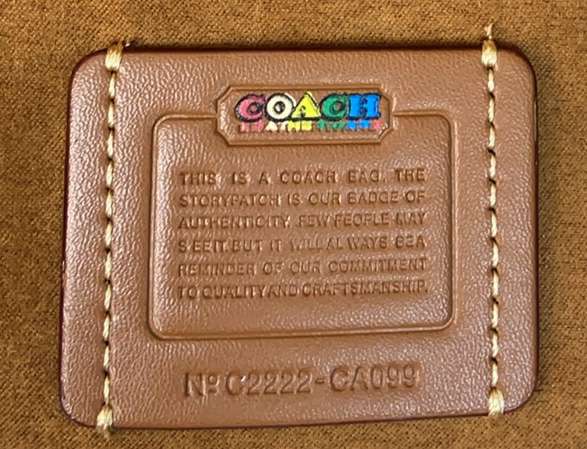 COACH
LEATHERWARE
THIS IS A COACH BAG. THE
STORYPATCH IS OUR BADGE OF
AUTHENTICITY. FEW PEOPLE MAY
SEE IT, BUT IT WILL ALWAYS BE A
REMINDER OF OUR COMMITMENT
TO QUALITY AND CRAFTSMANSHIP.
Nº C2222-CA099